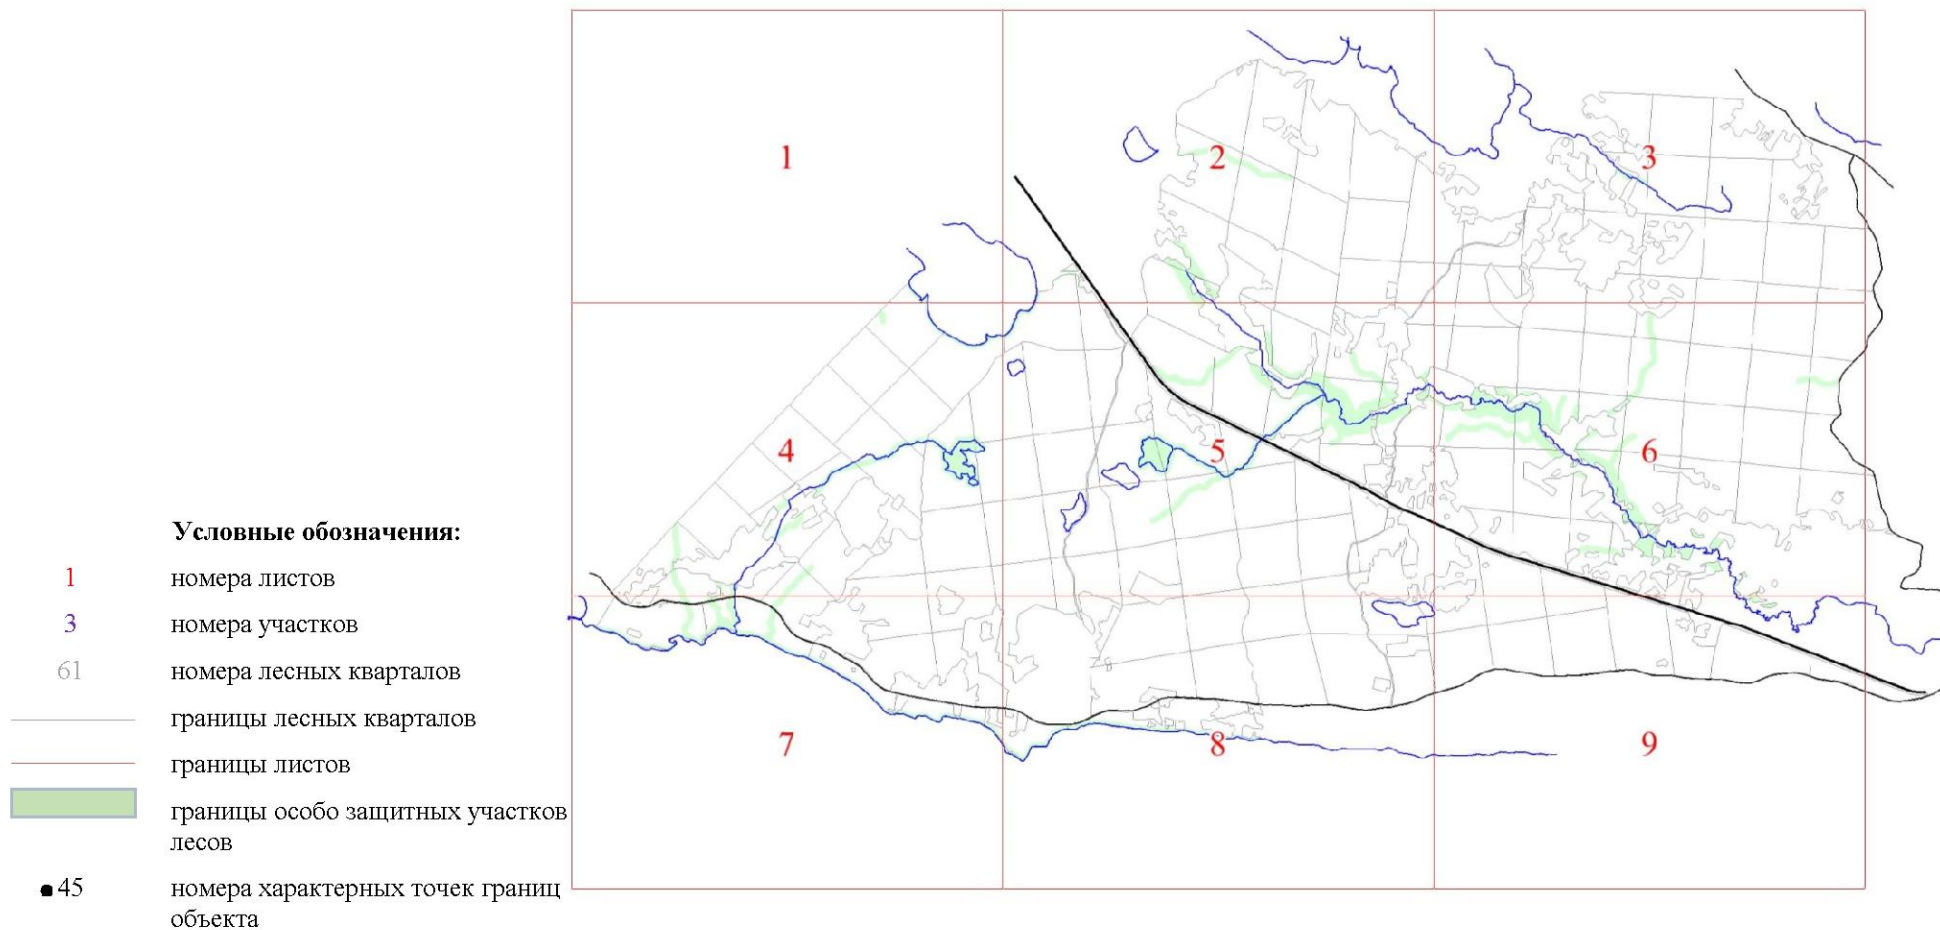 1
2
3
4
5
6
7
8
9
Условные обозначения:
1 номера листов
3 номера участков
61 номера лесных кварталов
границы лесных кварталов
границы листов
границы особо защитных участков
лесов
45 номера характерных точек границ
объекта